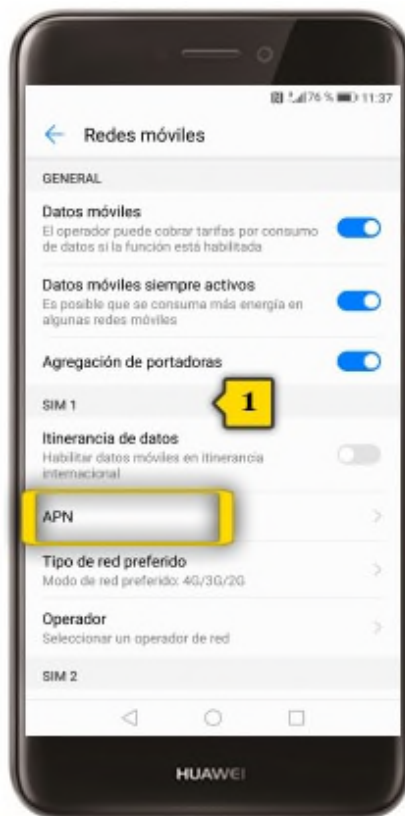 76 % 11:37
Redes móviles
GENERAL
Datos móviles
El operador puede cobrar tarifas por consumo
de datos si la función está habilitada
Datos móviles siempre activos
Es posible que se consuma más energía en
algunas redes móviles
Agregación de portadoras
SIM 1
1
Itinerancia de datos
Habilitar datos móviles en itinerancia
internacional
APN
Tipo de red preferido
Modo de red preferido: 4G/3G/2G
Operador
Seleccionar un operador de red
SIM 2
HUAWEI